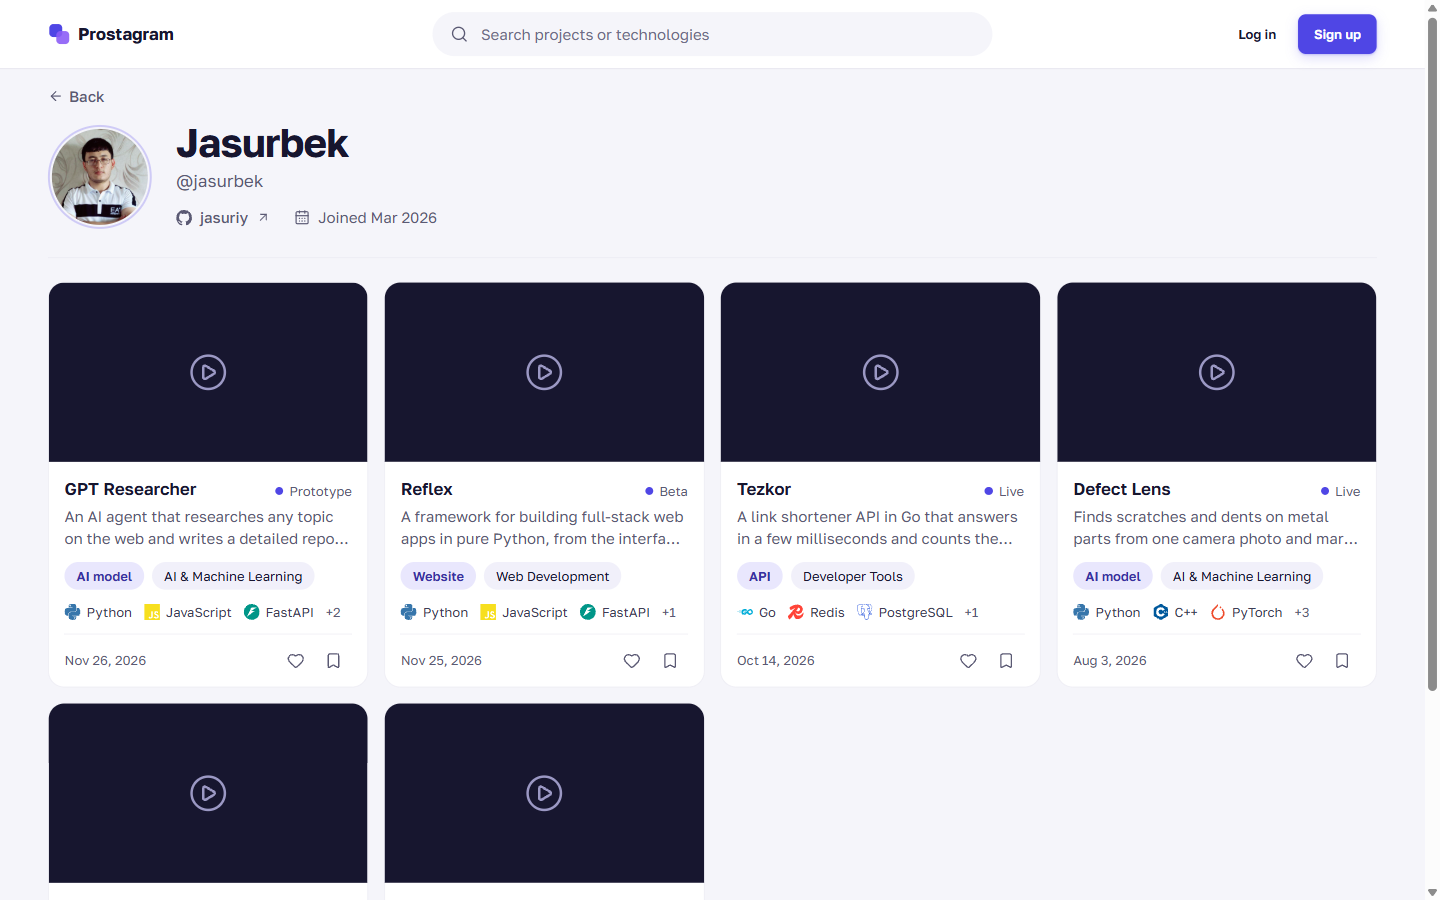 Prostagram
Search projects or technologies
Log in
Sign up
Back
Jasurbek
@jasurbek
jasuriy
Joined Mar 2026
GPT Researcher
Prototype
An AI agent that researches any topic
on the web and writes a detailed repo...
AI model
AI & Machine Learning
Python
JavaScript
FastAPI
+2
Nov 26, 2026
Reflex
Beta
A framework for building full-stack web
apps in pure Python, from the interfa...
Website
Web Development
Python
JavaScript
FastAPI
+1
Nov 25, 2026
Tezkor
Live
A link shortener API in Go that answers
in a few milliseconds and counts the...
API
Developer Tools
Go
Redis
PostgreSQL
+1
Oct 14, 2026
Defect Lens
Live
Finds scratches and dents on metal
parts from one camera photo and mar...
AI model
AI & Machine Learning
Python
C++
PyTorch
+3
Aug 3, 2026